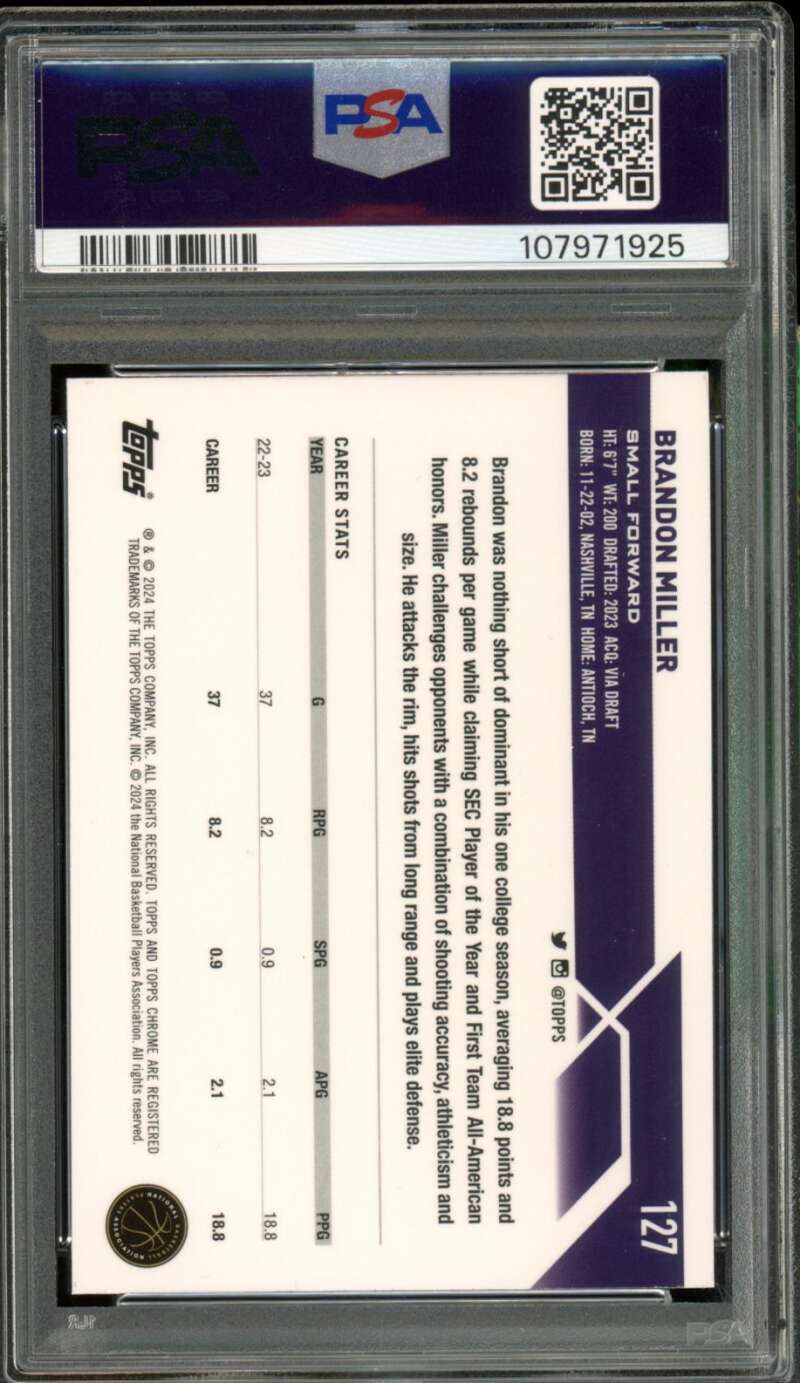 PSA
PSA
107971925
127
BRANDON MILLER
SMALL FORWARD
HT: 6'7" WT: 200 DRAFTED: 2023 ACQ: VIA DRAFT
BORN: 11-22-02, NASHVILLE, TN HOME: ANTIOCH, TN
@TOPPS
Brandon was nothing short of dominant in his one college season, averaging 18.8 points and
8.2 rebounds per game while claiming SEC Player of the Year and First Team All-American
honors. Miller challenges opponents with a combination of shooting accuracy, athleticism and
size. He attacks the rim, hits shots from long range and plays elite defense.
CAREER STATS
YEAR G RPG SPG APG PPG
22-23 37 8.2 0.9 2.1 18.8
CAREER 37 8.2 0.9 2.1 18.8
topps®
® & © 2024 THE TOPPS COMPANY, INC. ALL RIGHTS RESERVED. TOPPS AND TOPPS CHROME ARE REGISTERED
TRADEMARKS OF THE TOPPS COMPANY, INC. © 2024 the National Basketball Players Association. All rights reserved.
NATIONAL BASKETBALL PLAYERS ASSOCIATION
PSA